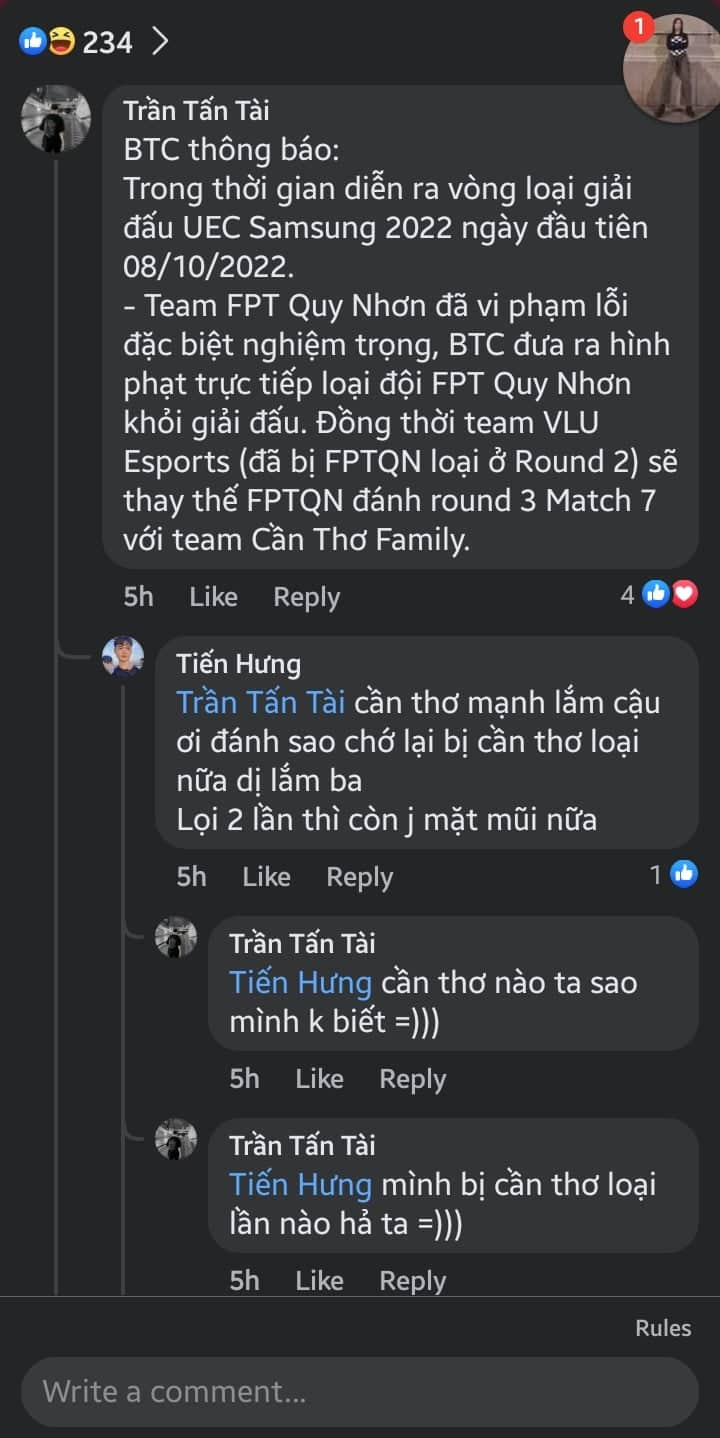 234
1
Trần Tấn Tài
BTC thông báo:
Trong thời gian diễn ra vòng loại giải
đấu UEC Samsung 2022 ngày đầu tiên
08/10/2022.
- Team FPT Quy Nhơn đã vi phạm lỗi
đặc biệt nghiệm trọng, BTC đưa ra hình
phạt trực tiếp loại đội FPT Quy Nhơn
khỏi giải đấu. Đồng thời team VLU
Esports (đã bị FPTQN loại ở Round 2) sẽ
thay thế FPTQN đánh round 3 Match 7
với team Cần Thơ Family.
5h Like Reply 4
Tiến Hưng
Trần Tấn Tài cần thơ mạnh lắm cậu
ơi đánh sao chớ lại bị cần thơ loại
nữa dị lắm ba
Lọi 2 lần thì còn j mặt mũi nữa
5h Like Reply 1
Trần Tấn Tài
Tiến Hưng cần thơ nào ta sao
mình k biết =)))
5h Like Reply
Trần Tấn Tài
Tiến Hưng mình bị cần thơ loại
lần nào hả ta =)))
5h Like Reply
Rules
Write a comment...